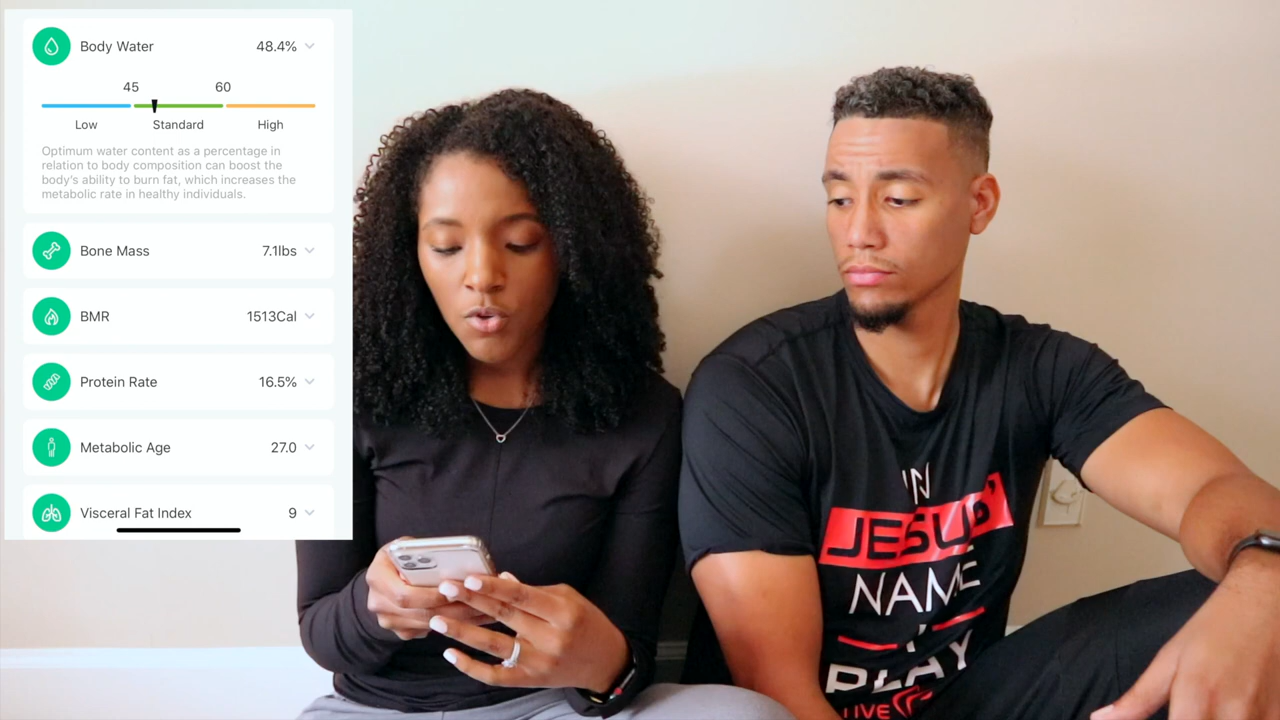 Body Water
48.4%
45
60
Low
Standard
High
Optimum water content as a percentage in
relation to body composition can boost the
body's ability to burn fat, which increases the
metabolic rate in healthy individuals.
Bone Mass
7.1lbs
BMR
1513Cal
Protein Rate
16.5%
Metabolic Age
27.0
Visceral Fat Index
9
IN
JESUS'
NAME
I
PLAY
LIVE